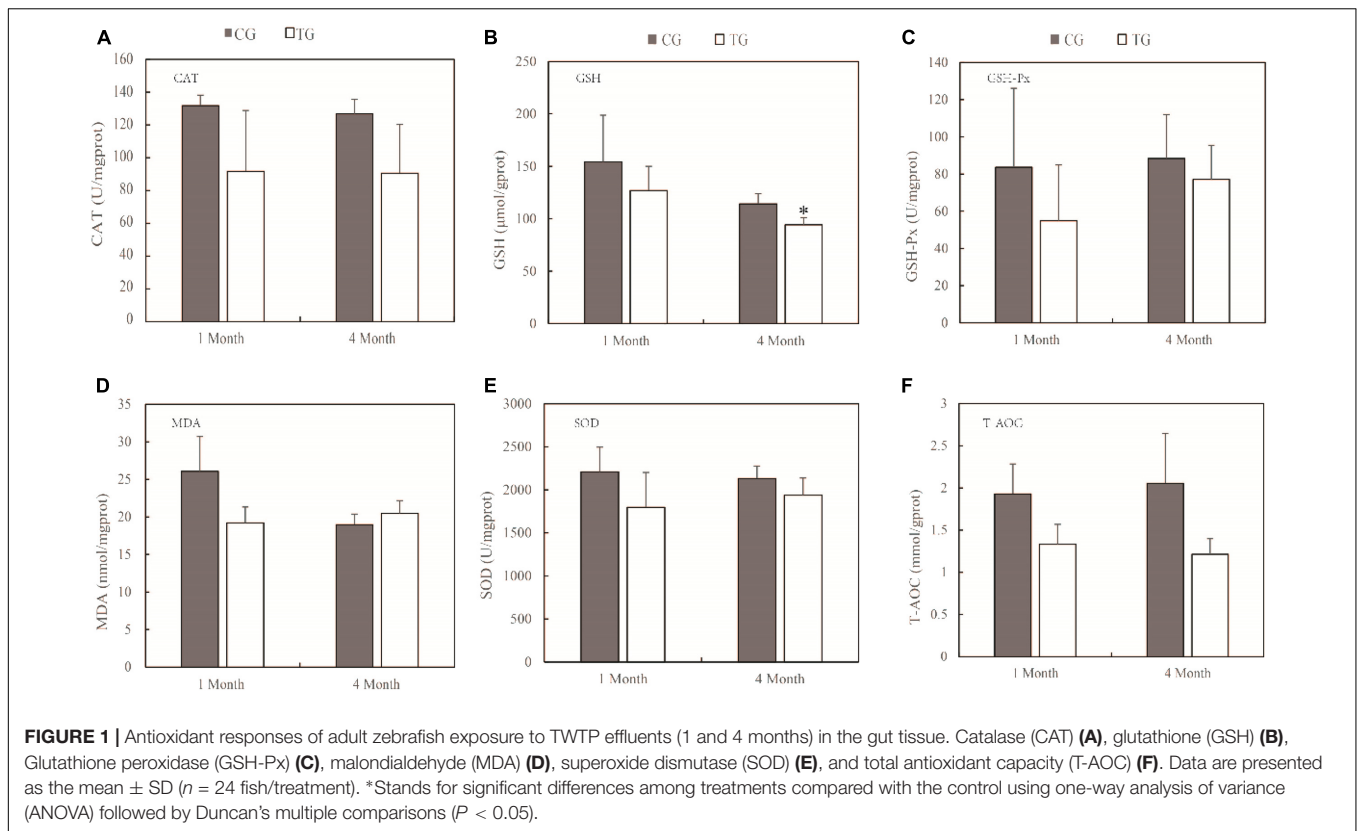 A
CG TG
CAT
CAT (U/mgprot)
160
140
120
100
80
60
40
20
0
1 Month 4 Month
B
CG TG
GSH
GSH (µmol/gprot)
250
200
150
100
50
0
*
1 Month 4 Month
C
CG TG
GSH-Px
GSH-Px (U/mgprot)
140
120
100
80
60
40
20
0
1 Month 4 Month
D
MDA
MDA (nmol/mgprot)
35
30
25
20
15
10
5
0
1 Month 4 Month
E
SOD
SOD (U/mgprot)
3000
2500
2000
1500
1000
500
0
1 Month 4 Month
F
T-AOC
T-AOC (mmol/gprot)
3
2.5
2
1.5
1
0.5
0
1 Month 4 Month
FIGURE 1 | Antioxidant responses of adult zebrafish exposure to TWTP effluents (1 and 4 months) in the gut tissue. Catalase (CAT) (A), glutathione (GSH) (B),
Glutathione peroxidase (GSH-Px) (C), malondialdehyde (MDA) (D), superoxide dismutase (SOD) (E), and total antioxidant capacity (T-AOC) (F). Data are presented
as the mean ± SD (n = 24 fish/treatment). *Stands for significant differences among treatments compared with the control using one-way analysis of variance
(ANOVA) followed by Duncan's multiple comparisons (P < 0.05).